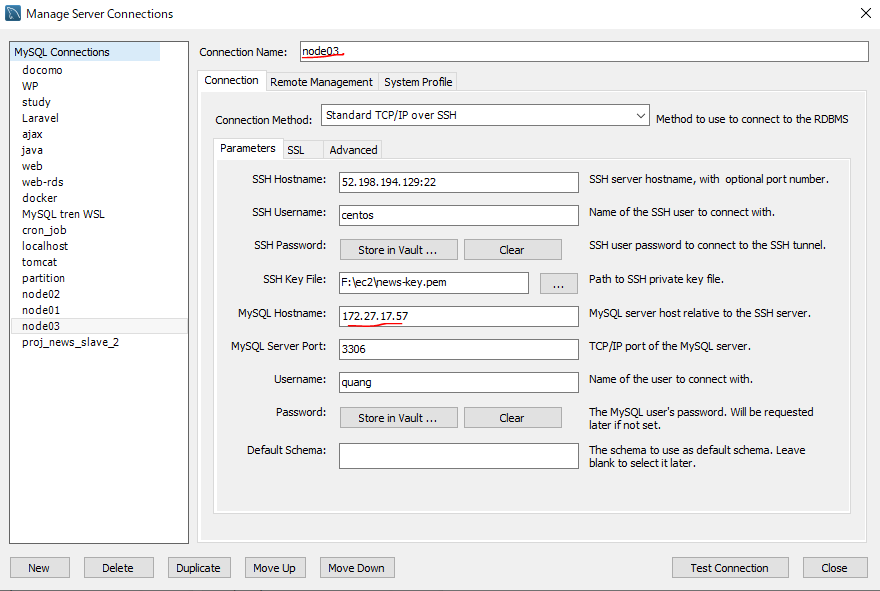 Manage Server Connections
MySQL Connections
docomo
WP
study
Laravel
ajax
java
web
web-rds
docker
MySQL tren WSL
cron_job
localhost
tomcat
partition
node02
node01
node03
proj_news_slave_2
Connection Name: node03
Connection Remote Management System Profile
Connection Method: Standard TCP/IP over SSH Method to use to connect to the RDBMS
Parameters SSL Advanced
SSH Hostname: 52.198.194.129:22 SSH server hostname, with optional port number.
SSH Username: centos Name of the SSH user to connect with.
SSH Password: Store in Vault ... Clear SSH user password to connect to the SSH tunnel.
SSH Key File: F:\ec2\news-key.pem ... Path to SSH private key file.
MySQL Hostname: 172.27.17.57 MySQL server host relative to the SSH server.
MySQL Server Port: 3306 TCP/IP port of the MySQL server.
Username: quang Name of the user to connect with.
Password: Store in Vault ... Clear The MySQL user's password. Will be requested
later if not set.
Default Schema: The schema to use as default schema. Leave
blank to select it later.
New Delete Duplicate Move Up Move Down Test Connection Close